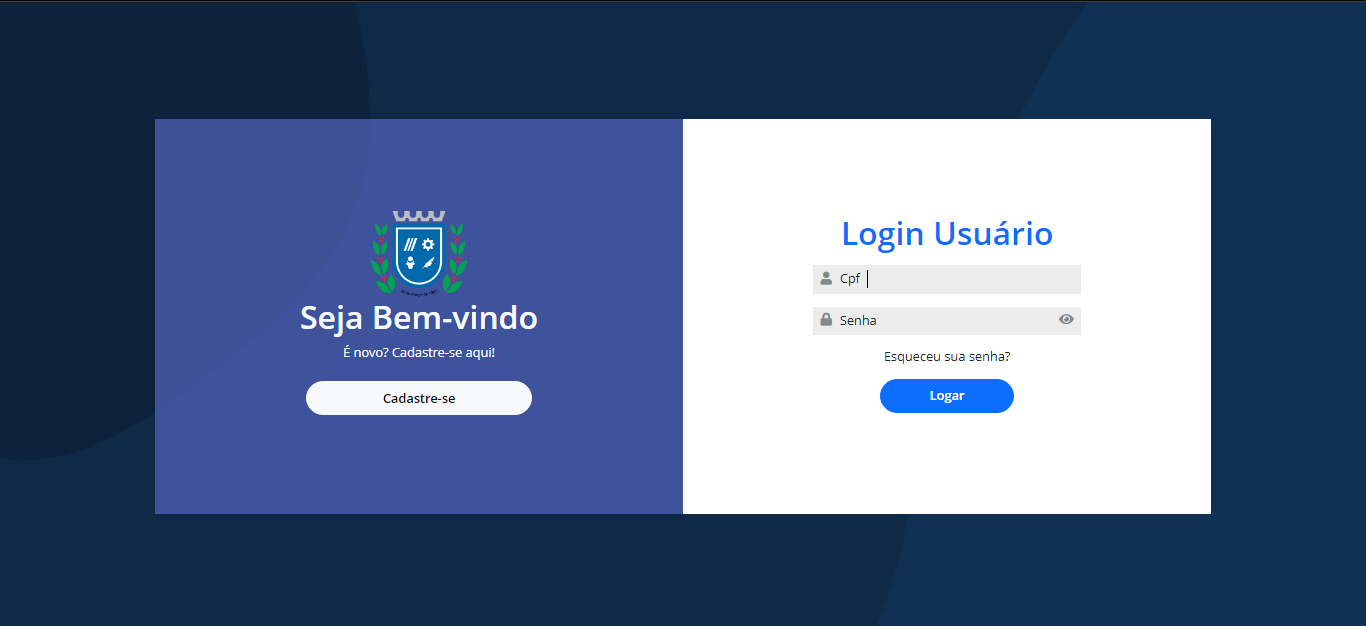 Seja Bem-vindo
É novo? Cadastre-se aqui!
Cadastre-se
Login Usuário
Cpf
Senha
Esqueceu sua senha?
Logar